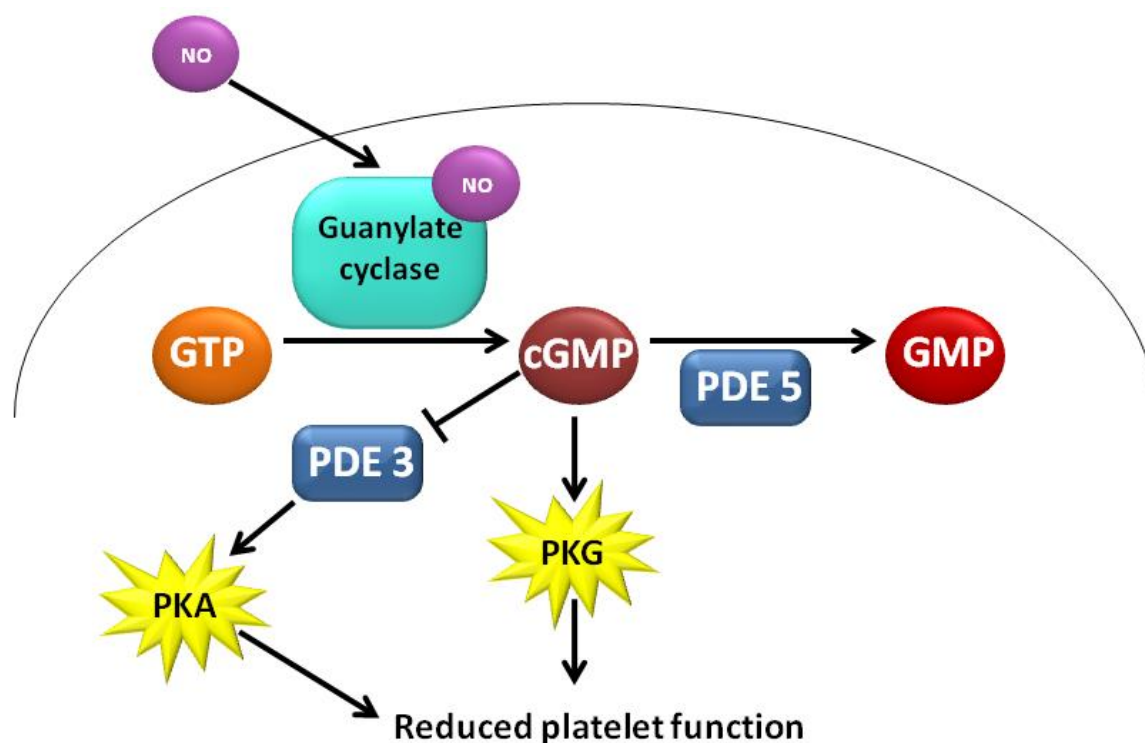 NO
NO
Guanylate
cyclase
GTP
cGMP
GMP
PDE 5
PDE 3
PKG
PKA
Reduced platelet function